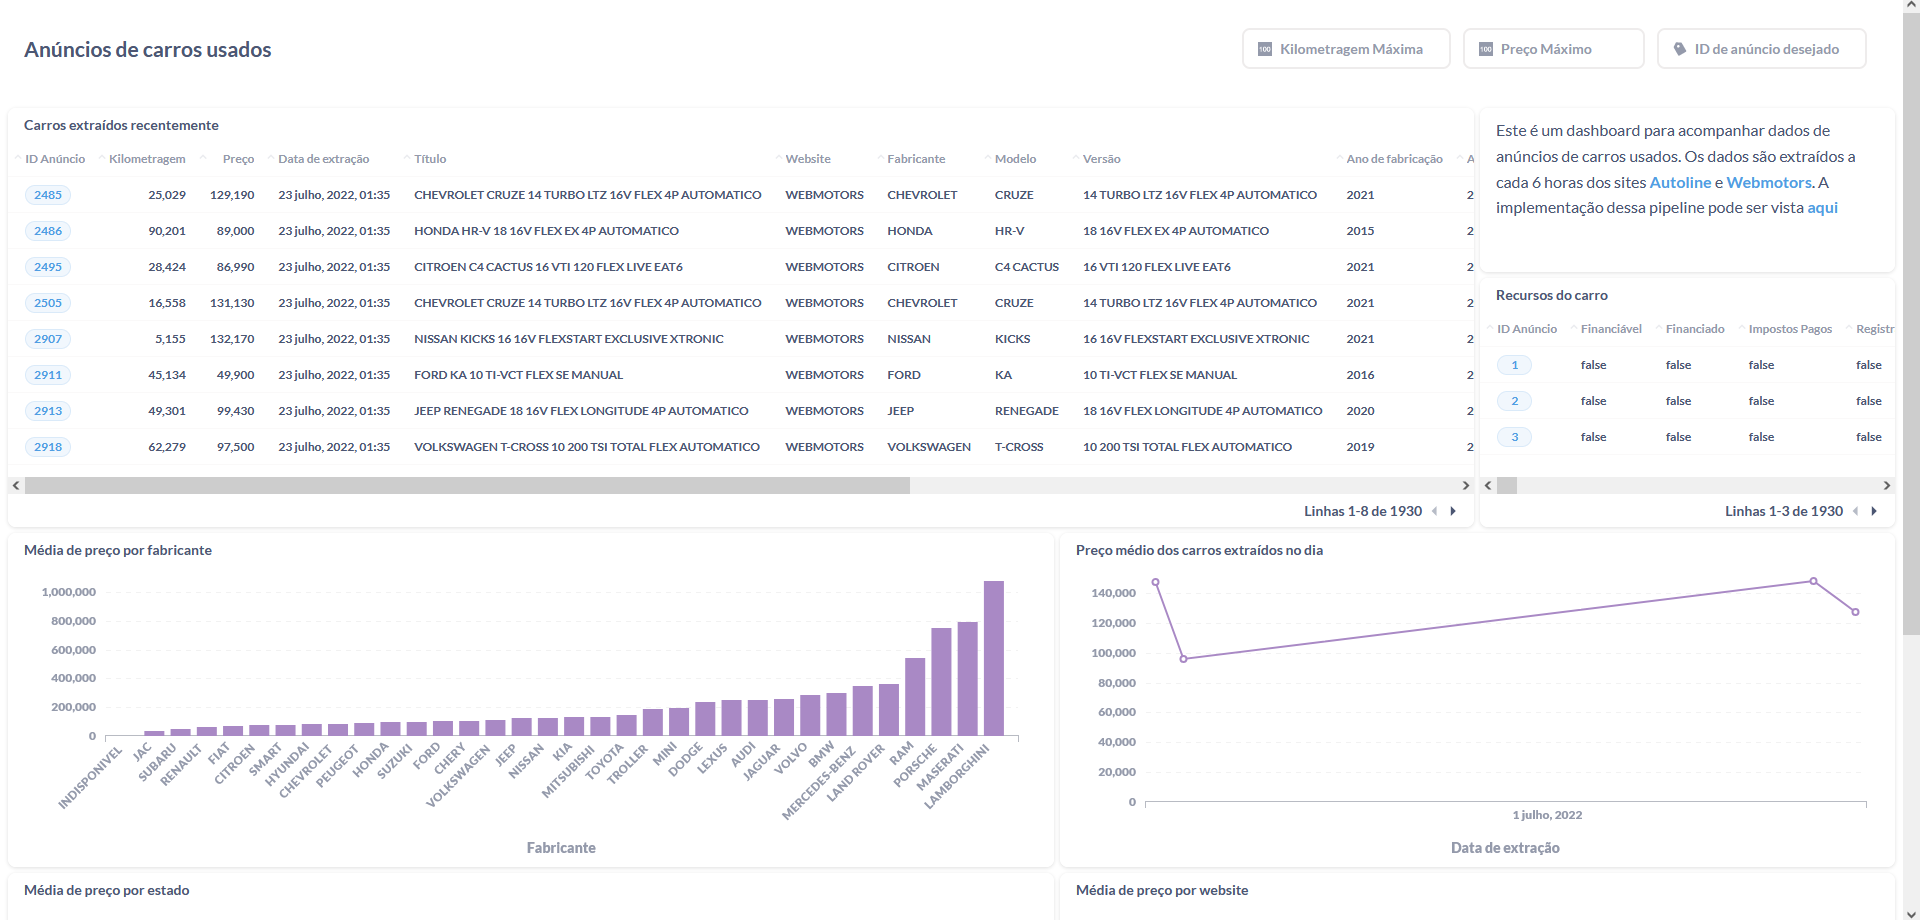 Anúncios de carros usados
Kilometragem Máxima
Preço Máximo
ID de anúncio desejado
Carros extraídos recentemente
ID Anúncio Kilometragem Preço Data de extração Título Website Fabricante Modelo Versão Ano de fabricação A
2485 25,029 129,190 23 julho, 2022, 01:35 CHEVROLET CRUZE 14 TURBO LTZ 16V FLEX 4P AUTOMATICO WEBMOTORS CHEVROLET CRUZE 14 TURBO LTZ 16V FLEX 4P AUTOMATICO 2021 2
2486 90,201 89,000 23 julho, 2022, 01:35 HONDA HR-V 18 16V FLEX EX 4P AUTOMATICO WEBMOTORS HONDA HR-V 18 16V FLEX EX 4P AUTOMATICO 2015 2
2495 28,424 86,990 23 julho, 2022, 01:35 CITROEN C4 CACTUS 16 VTI 120 FLEX LIVE EAT6 WEBMOTORS CITROEN C4 CACTUS 16 VTI 120 FLEX LIVE EAT6 2021 2
2505 16,558 131,130 23 julho, 2022, 01:35 CHEVROLET CRUZE 14 TURBO LTZ 16V FLEX 4P AUTOMATICO WEBMOTORS CHEVROLET CRUZE 14 TURBO LTZ 16V FLEX 4P AUTOMATICO 2021 2
2907 5,155 132,170 23 julho, 2022, 01:35 NISSAN KICKS 16 16V FLEXSTART EXCLUSIVE XTRONIC WEBMOTORS NISSAN KICKS 16 16V FLEXSTART EXCLUSIVE XTRONIC 2021 2
2911 45,134 49,900 23 julho, 2022, 01:35 FORD KA 10 TI-VCT FLEX SE MANUAL WEBMOTORS FORD KA 10 TI-VCT FLEX SE MANUAL 2016 2
2913 49,301 99,430 23 julho, 2022, 01:35 JEEP RENEGADE 18 16V FLEX LONGITUDE 4P AUTOMATICO WEBMOTORS JEEP RENEGADE 18 16V FLEX LONGITUDE 4P AUTOMATICO 2020 2
2918 62,279 97,500 23 julho, 2022, 01:35 VOLKSWAGEN T-CROSS 10 200 TSI TOTAL FLEX AUTOMATICO WEBMOTORS VOLKSWAGEN T-CROSS 10 200 TSI TOTAL FLEX AUTOMATICO 2019 2
Linhas 1-8 de 1930
Este é um dashboard para acompanhar dados de
anúncios de carros usados. Os dados são extraídos a
cada 6 horas dos sites Autoline e Webmotors. A
implementação dessa pipeline pode ser vista aqui
Recursos do carro
ID Anúncio Financiável Financiado Impostos Pagos Registr
1 false false false false
2 false false false false
3 false false false false
Linhas 1-3 de 1930
Média de preço por fabricante
1,000,000
800,000
600,000
400,000
200,000
0
INDISPONIVEL
JAC
SUBARU
RENAULT
FIAT
CITROEN
SMART
HYUNDAI
CHEVROLET
PEUGEOT
HONDA
SUZUKI
FORD
CHERY
VOLKSWAGEN
JEEP
NISSAN
KIA
MITSUBISHI
TOYOTA
TROLLER
MINI
DODGE
LEXUS
AUDI
JAGUAR
VOLVO
BMW
MERCEDES-BENZ
LAND ROVER
RAM
PORSCHE
MASERATI
LAMBORGHINI
Fabricante
Preço médio dos carros extraídos no dia
140,000
120,000
100,000
80,000
60,000
40,000
20,000
0
1 julho, 2022
Data de extração
Média de preço por estado
Média de preço por website